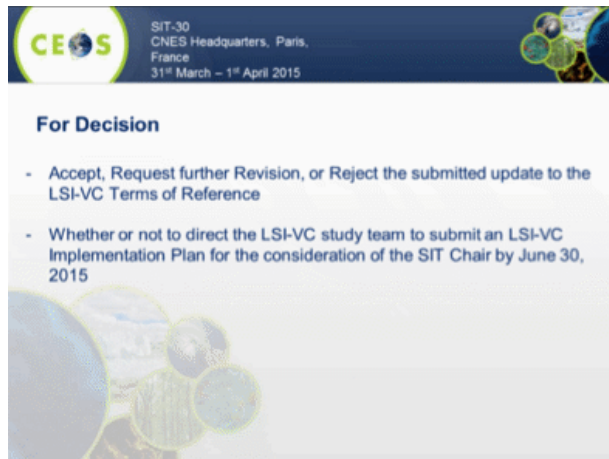 CEOS
SIT-30
CNES Headquarters, Paris,
France
31st March – 1st April 2015
For Decision
- Accept, Request further Revision, or Reject the submitted update to the
LSI-VC Terms of Reference
- Whether or not to direct the LSI-VC study team to submit an LSI-VC
Implementation Plan for the consideration of the SIT Chair by June 30,
2015